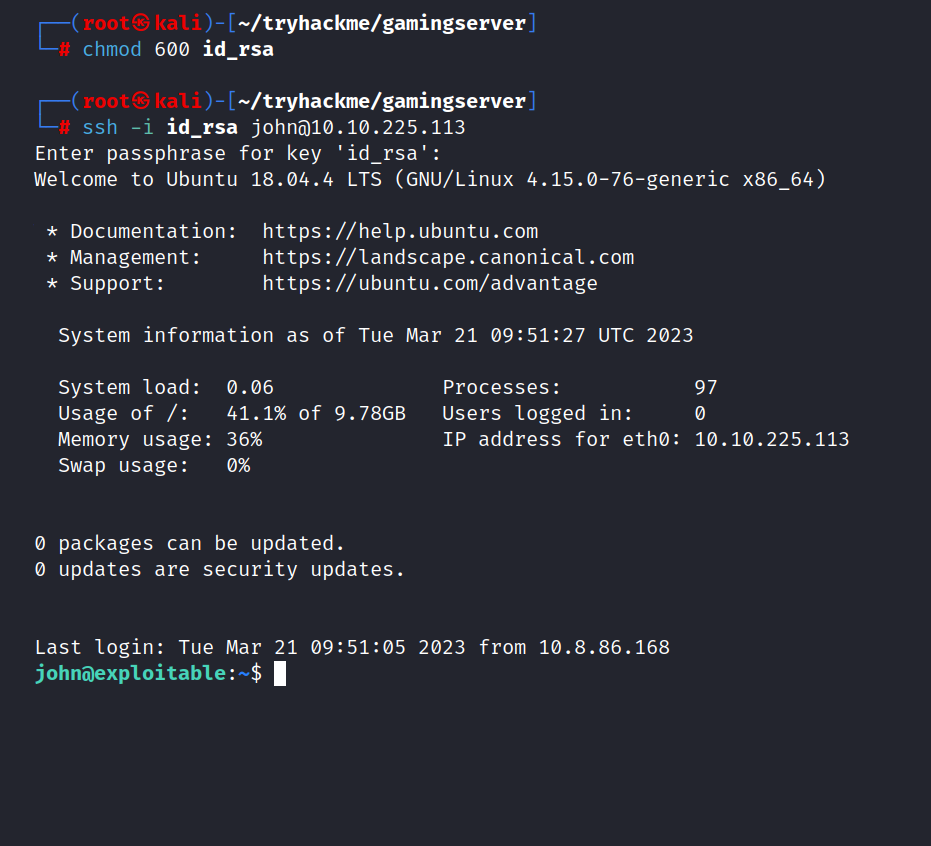 ┌──(root㉿kali)-[~/tryhackme/gamingserver]
└─# chmod 600 id_rsa
┌──(root㉿kali)-[~/tryhackme/gamingserver]
└─# ssh -i id_rsa john@10.10.225.113
Enter passphrase for key 'id_rsa':
Welcome to Ubuntu 18.04.4 LTS (GNU/Linux 4.15.0-76-generic x86_64)
* Documentation:  https://help.ubuntu.com
* Management:     https://landscape.canonical.com
* Support:        https://ubuntu.com/advantage
System information as of Tue Mar 21 09:51:27 UTC 2023
System load:  0.06              Processes:           97
Usage of /:   41.1% of 9.78GB   Users logged in:     0
Memory usage: 36%               IP address for eth0: 10.10.225.113
Swap usage:   0%
0 packages can be updated.
0 updates are security updates.
Last login: Tue Mar 21 09:51:05 2023 from 10.8.86.168
john@exploitable:~$